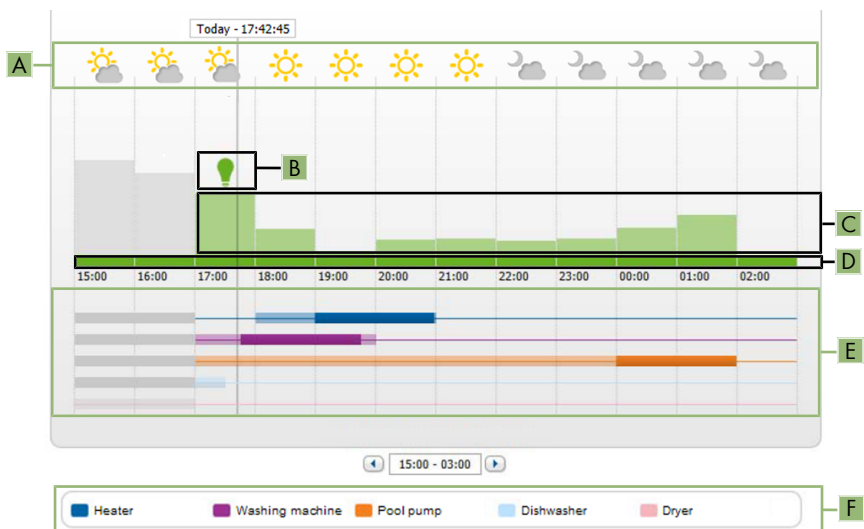 Today - 17:42:45
A
B
C
D
15:00 16:00 17:00 18:00 19:00 20:00 21:00 22:00 23:00 00:00 01:00 02:00
E
15:00 - 03:00
Heater Washing machine Pool pump Dishwasher Dryer
F